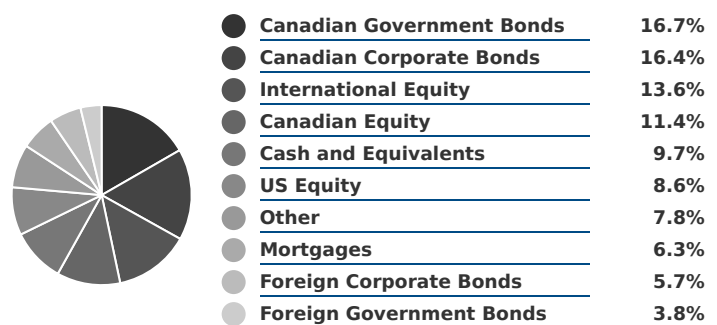 Canadian Government Bonds 16.7%
Canadian Corporate Bonds 16.4%
International Equity 13.6%
Canadian Equity 11.4%
Cash and Equivalents 9.7%
US Equity 8.6%
Other 7.8%
Mortgages 6.3%
Foreign Corporate Bonds 5.7%
Foreign Government Bonds 3.8%